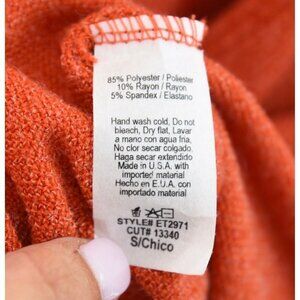 85% Polyester / Poliester
10% Rayon / Rayon
5% Spandex / Elastano
Hand wash cold, Do not
bleach, Dry flat, Lavar
a mano con agua fria,
No clor secar colgado.
Haga secar extendido
Made in U.S.A. with
imported material
Hecho en E.U.A. con
imported material
STYLE# ET2971
CUT# 13340
S/Chico